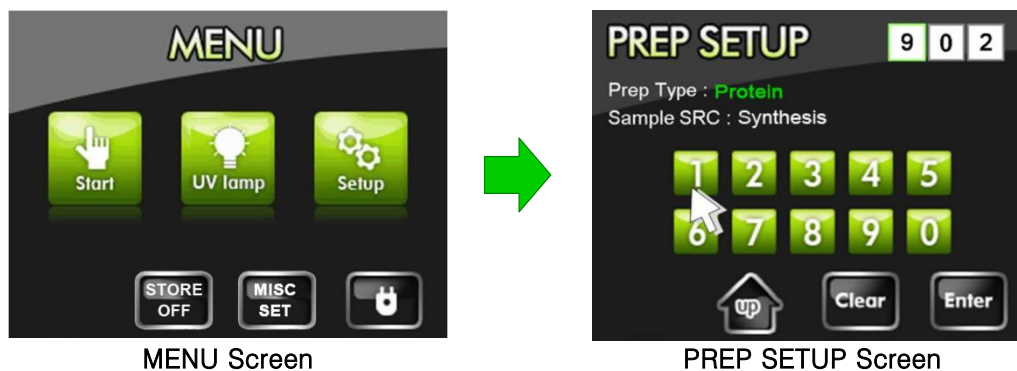 MENU
Start
UV lamp
Setup
STORE
OFF
MISC
SET
MENU Screen
PREP SETUP
9 0 2
Prep Type : Protein
Sample SRC : Synthesis
1 2 3 4 5
6 7 8 9 0
up
Clear
Enter
PREP SETUP Screen